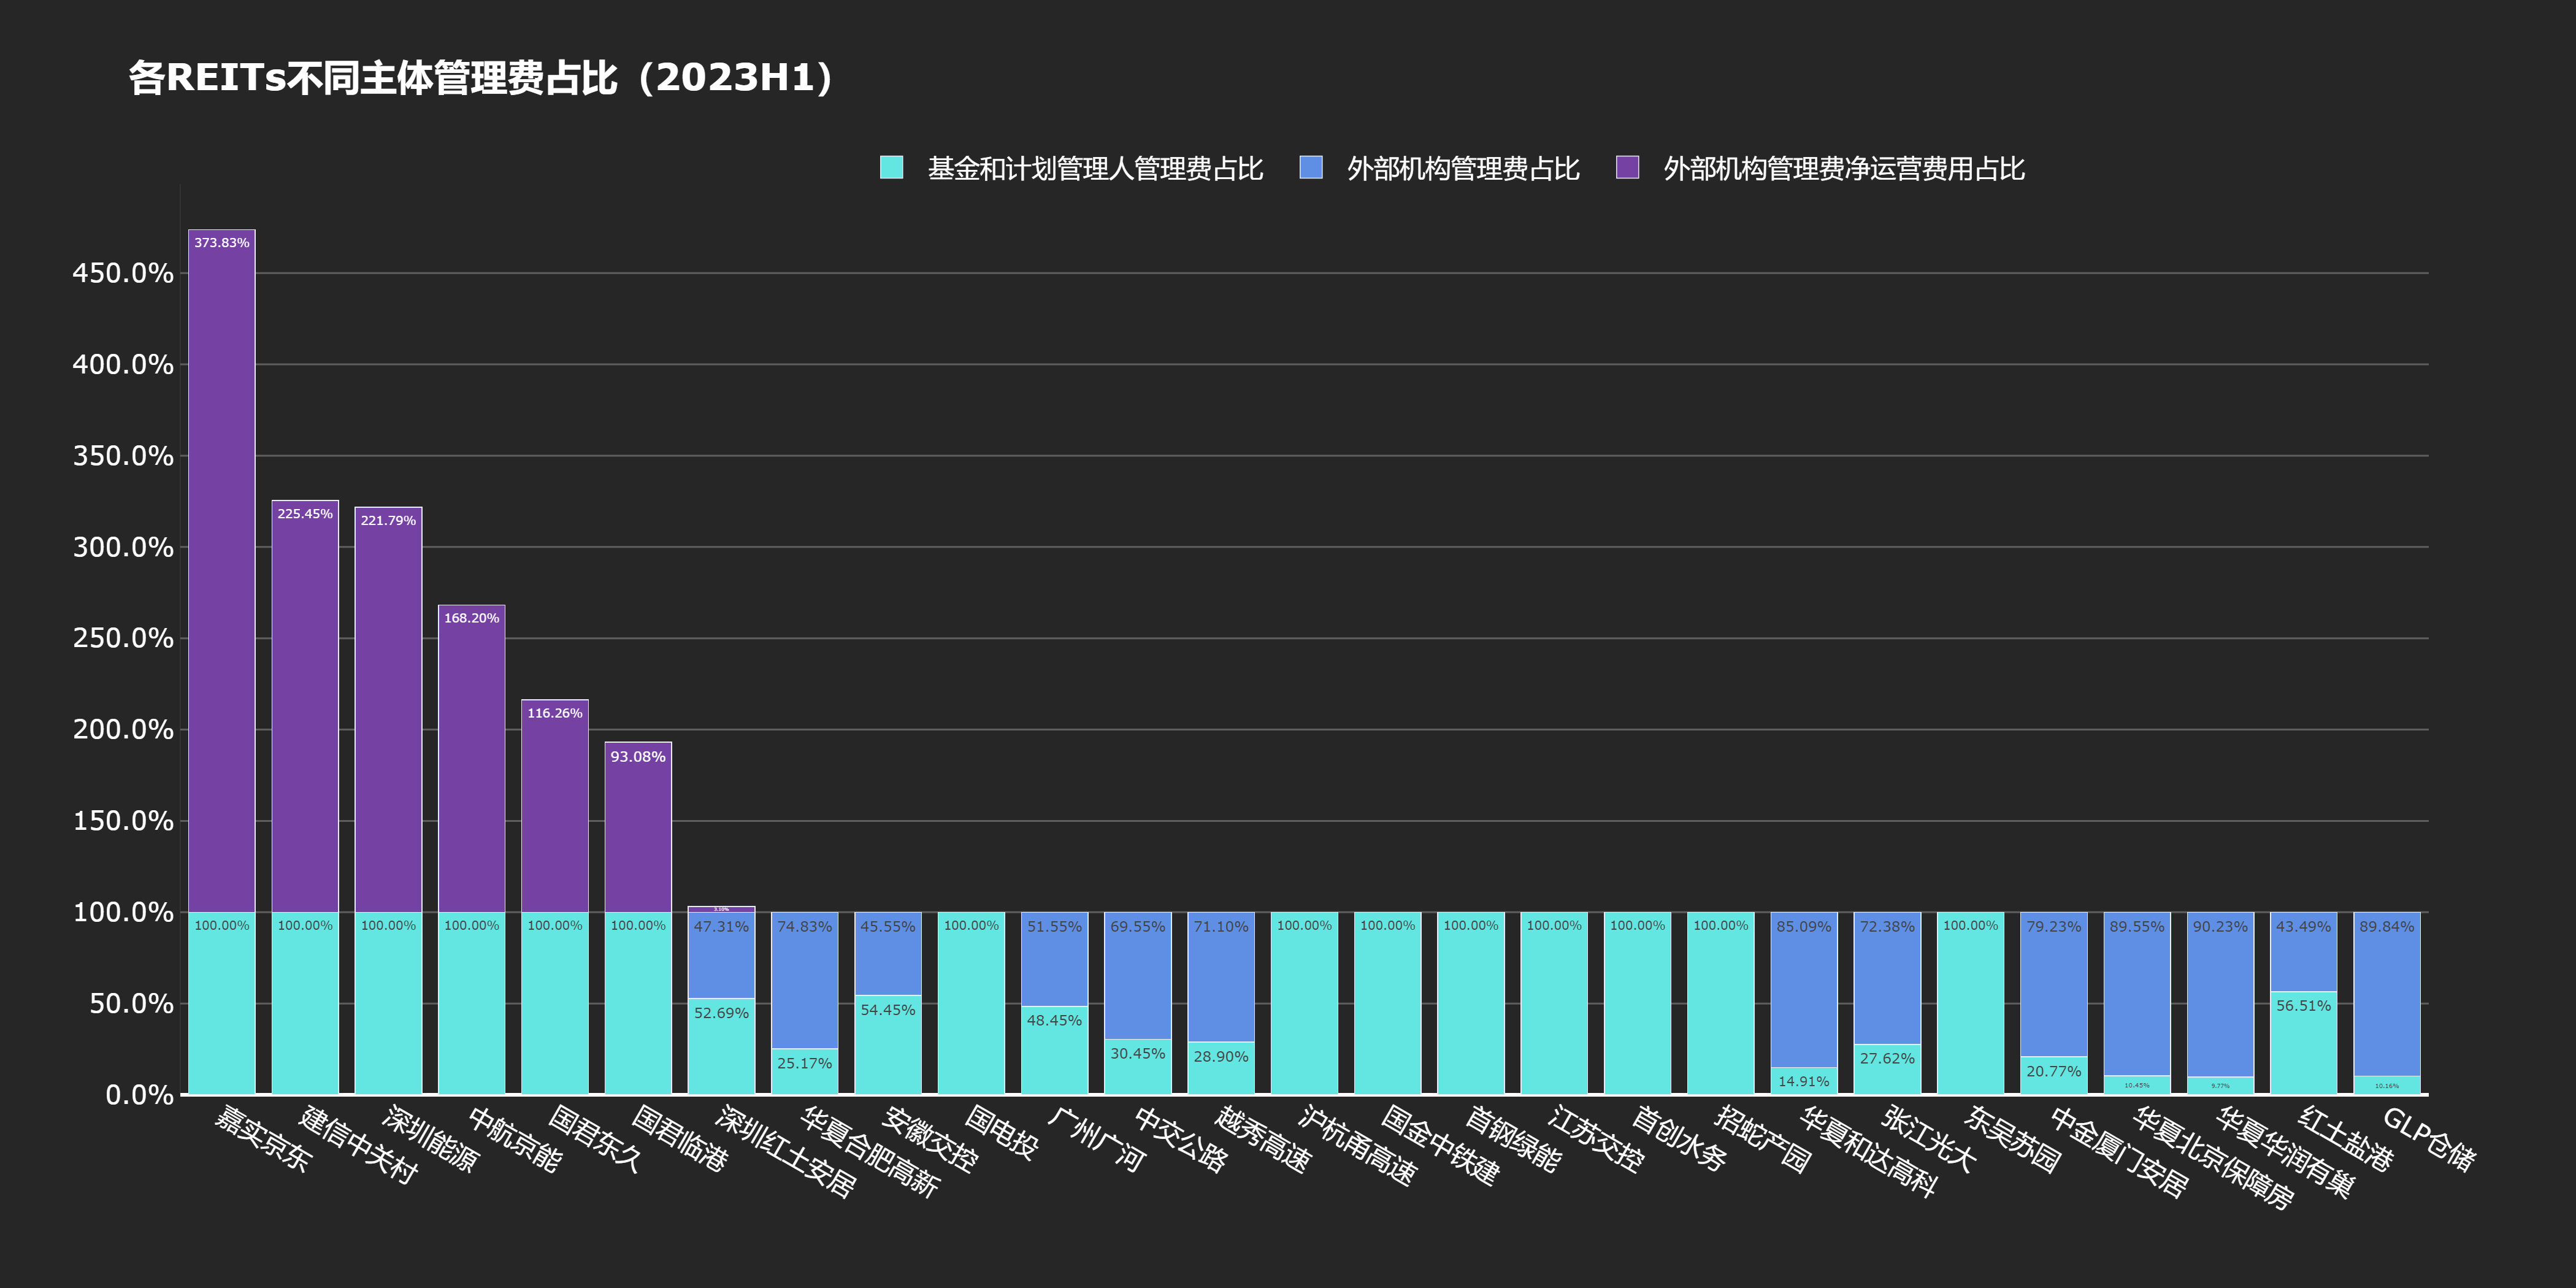 各REITs不同主体管理费占比（2023H1）
基金和计划管理人管理费占比 外部机构管理费占比 外部机构管理费净运营费用占比
373.83%
450.0%
400.0%
350.0%
225.45% 221.79%
300.0%
168.20%
250.0%
116.26%
200.0%
93.08%
150.0%
100.0%
100.00% 100.00% 100.00% 100.00% 100.00% 100.00% 47.31% 74.83% 45.55% 100.00% 51.55% 69.55% 71.10% 100.00% 100.00% 100.00% 100.00% 100.00% 100.00% 85.09% 72.38% 100.00% 79.23% 89.55% 90.23% 43.49% 89.84%
50.0%
52.69% 25.17% 54.45% 48.45% 30.45% 28.90% 14.91% 27.62% 20.77% 10.45% 9.77% 56.51% 10.16%
0.0%
嘉实京东
建信中关村
深圳能源
中航京能
国君东久
国君临港
深圳红土安居
华夏合肥高新
安徽交控
国电投
广州广河
中交公路
越秀高速
沪杭甬高速
国金中铁建
首钢绿能
江苏交控
首创水务
招蛇产园
华夏和达高科
张江光大
东吴苏园
中金厦门安居
华夏北京保障房
华夏华润有巢
红土盐港
GLP仓储